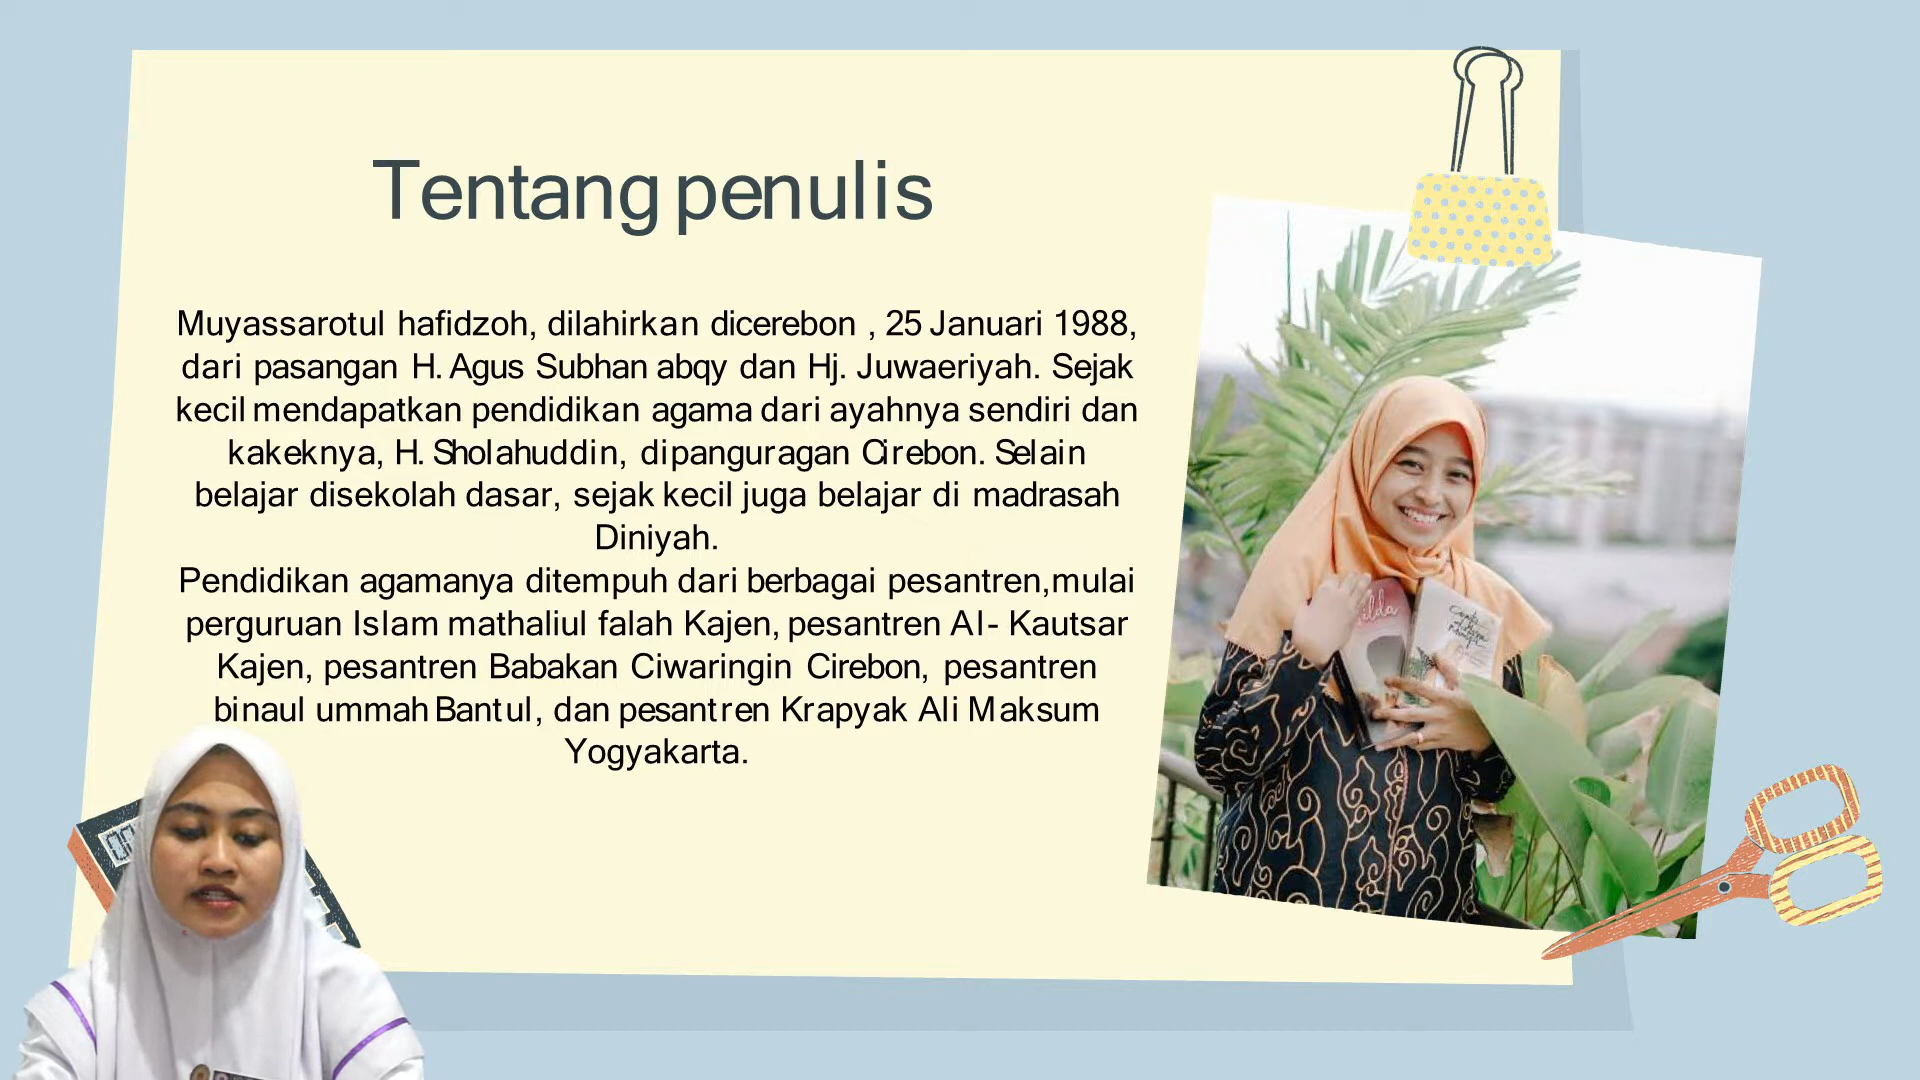 Tentang penulis
Muyassarotul hafidzoh, dilahirkan dicerebon , 25 Januari 1988,
dari pasangan H. Agus Subhan abqy dan Hj. Juwaeriyah. Sejak
kecil mendapatkan pendidikan agama dari ayahnya sendiri dan
kakeknya, H. Sholahuddin, dipanguragan Cirebon. Selain
belajar disekolah dasar, sejak kecil juga belajar di madrasah
Diniyah.
Pendidikan agamanya ditempuh dari berbagai pesantren,mulai
perguruan Islam mathaliul falah Kajen, pesantren Al- Kautsar
Kajen, pesantren Babakan Ciwaringin Cirebon, pesantren
binaul ummah Bantul, dan pesantren Krapyak Ali Maksum
Yogyakarta.